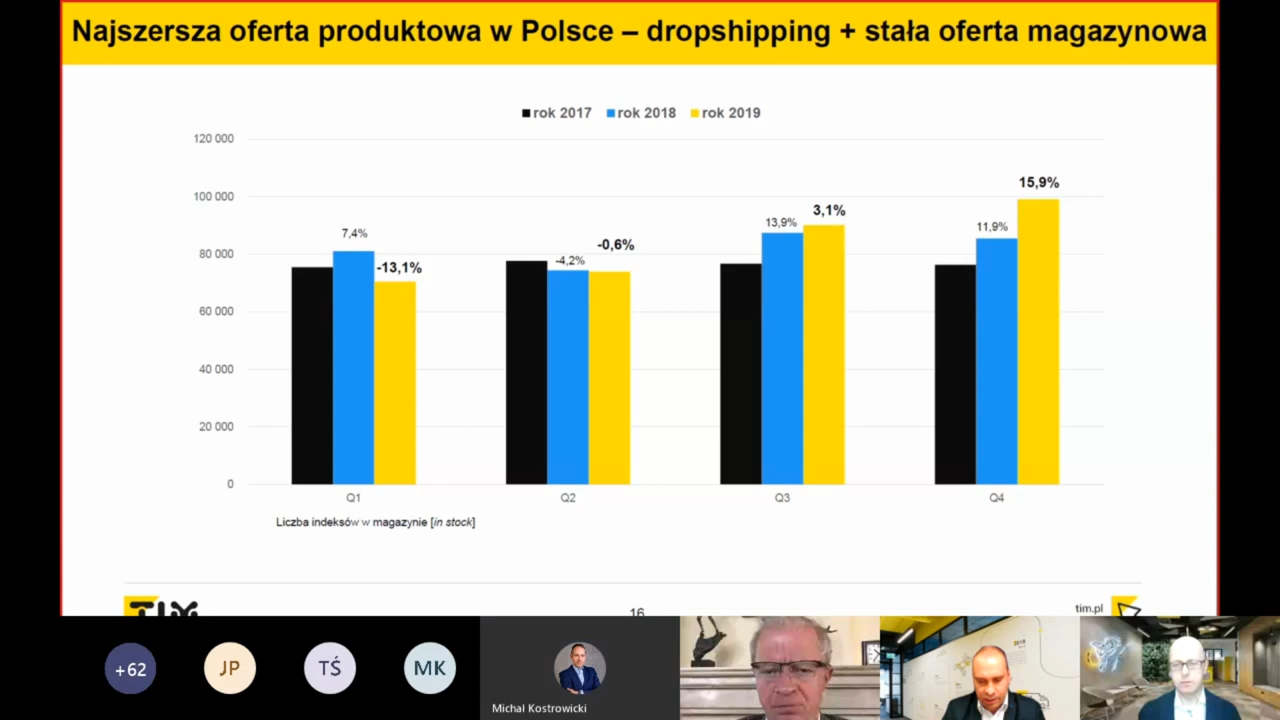 Najszersza oferta produktowa w Polsce – dropshipping + stała oferta magazynowa
rok 2017 rok 2018 rok 2019
120 000
100 000
80 000
60 000
40 000
20 000
0
7,4%
-13,1%
-4,2%
-0,6%
13,9%
3,1%
11,9%
15,9%
Q1 Q2 Q3 Q4
Liczba indeksów w magazynie [in stock]
TIM
16
tim.pl
+62
JP
TŚ
MK
Michał Kostrowicki